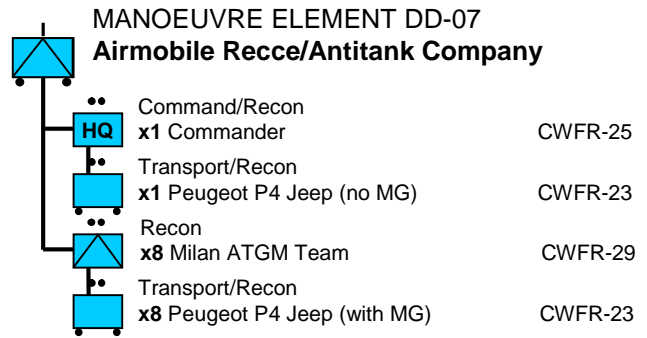 MANOEUVRE ELEMENT DD-07
Airmobile Recce/Antitank Company
Command/Recon
HQ x1 Commander CWFR-25
Transport/Recon
x1 Peugeot P4 Jeep (no MG) CWFR-23
Recon
x8 Milan ATGM Team CWFR-29
Transport/Recon
x8 Peugeot P4 Jeep (with MG) CWFR-23